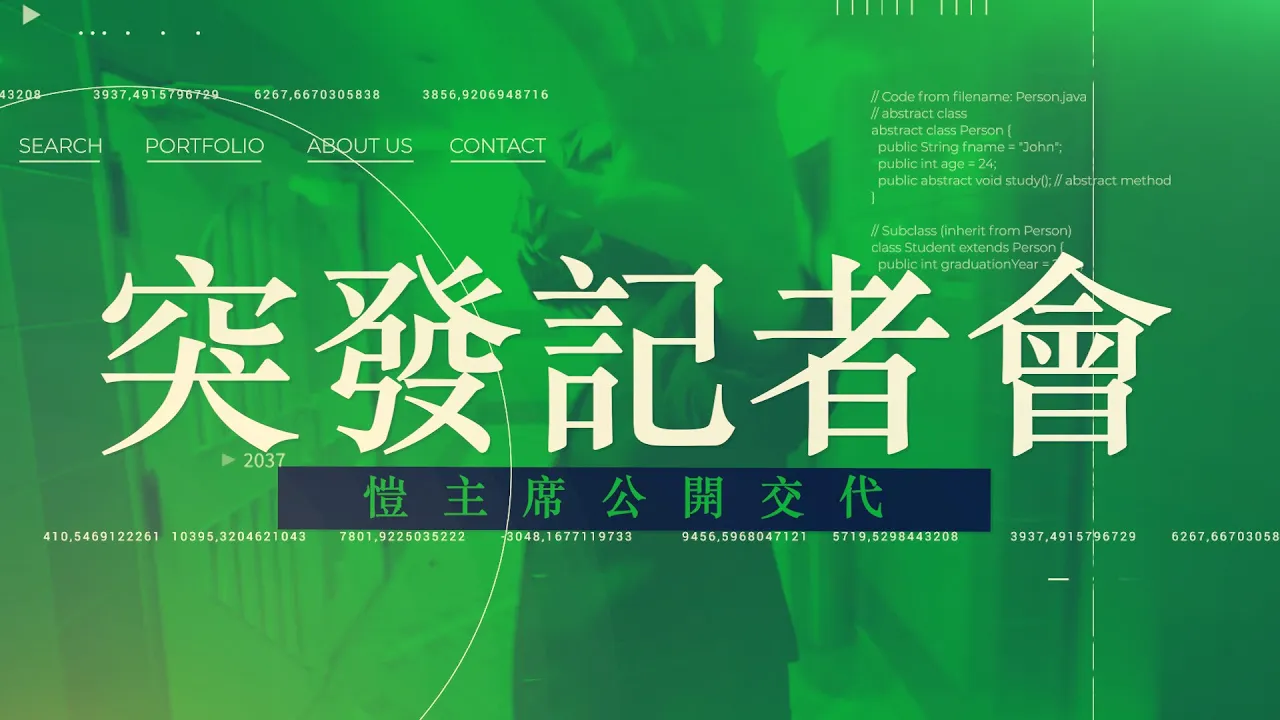 43208 3937,4915796729 6267,6670305838 3856,9206948716
SEARCH PORTFOLIO ABOUT US CONTACT
// Code from filename: Person.java
// abstract class
abstract class Person {
public String fname = "John";
public int age = 24;
public abstract void study(); // abstract method
}
// Subclass (inherit from Person)
class Student extends Person {
public int graduationYear =
突發記者會
2037
愷主席公開交代
410,5469122261 10395,3204621043 7801,9225035222 -3048,1677119733 9456,5968047121 5719,5298443208 3937,4915796729 6267,66703058